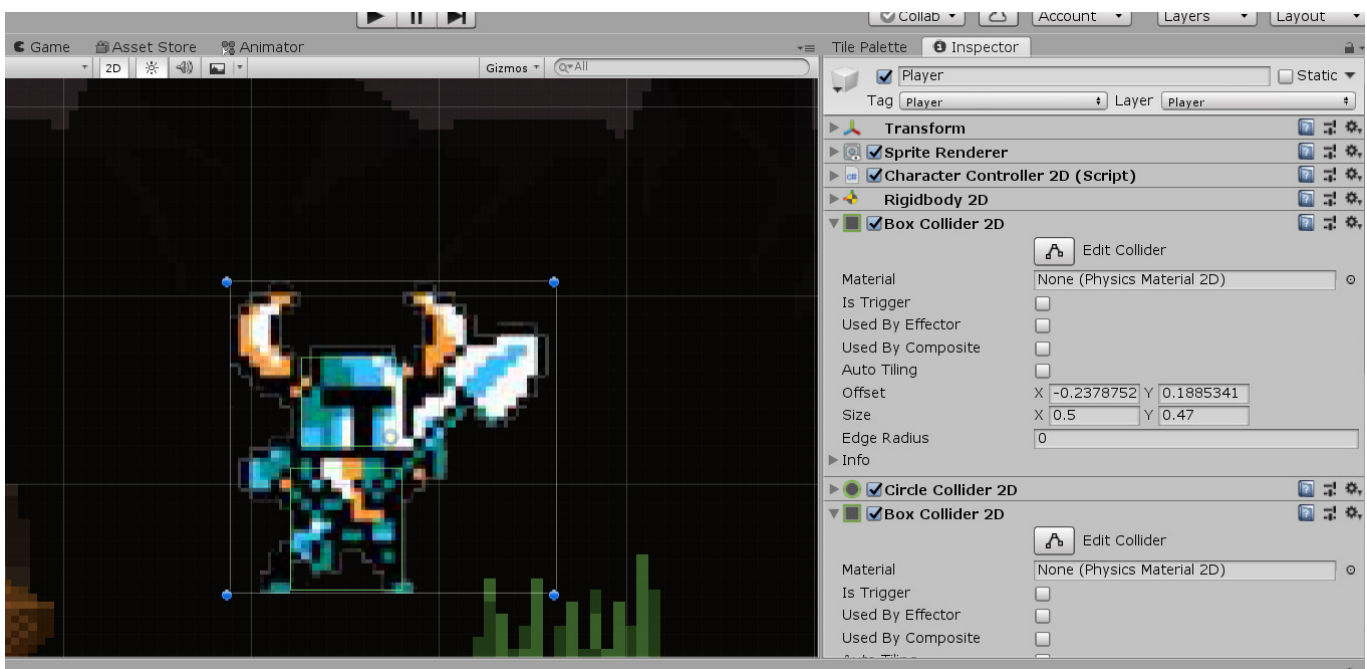 Collab Account Layers Layout
Game Asset Store Animator
Tile Palette Inspector
2D Gizmos All
Player Static
Tag Player Layer Player
Transform
Sprite Renderer
Character Controller 2D (Script)
Rigidbody 2D
Box Collider 2D
Edit Collider
Material None (Physics Material 2D)
Is Trigger
Used By Effector
Used By Composite
Auto Tiling
Offset X -0.2378752 Y 0.1885341
Size X 0.5 Y 0.47
Edge Radius 0
Info
Circle Collider 2D
Box Collider 2D
Edit Collider
Material None (Physics Material 2D)
Is Trigger
Used By Effector
Used By Composite